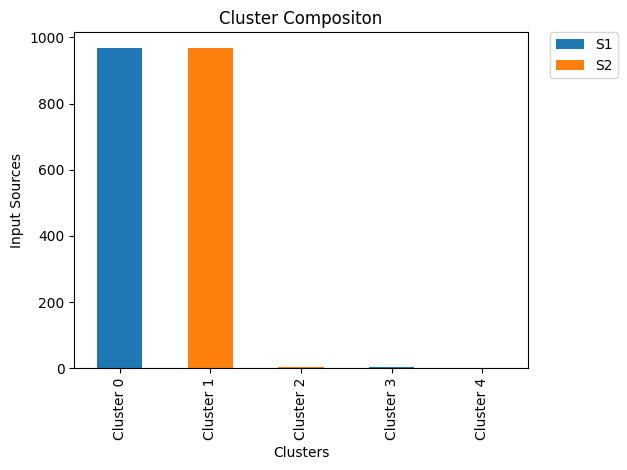 Cluster Compositon
1000
800
600
400
200
0
Input Sources
Cluster 0
Cluster 1
Cluster 2
Cluster 3
Cluster 4
Clusters
S1
S2